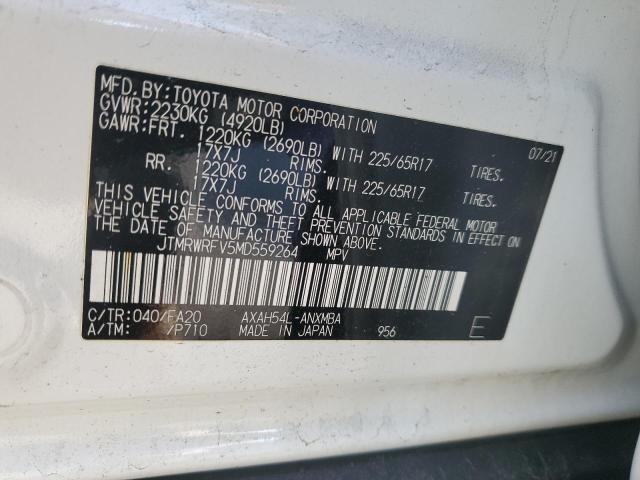 MFD. BY: TOYOTA MOTOR CORPORATION 07/21
GVWR: 2230KG (4920LB)
GAWR: FRT. 1220KG (2690LB) WITH 225/65R17 TIRES.
17X7J RIMS.
RR. 1220KG (2690LB) WITH 225/65R17 TIRES.
17X7J RIMS.
THIS VEHICLE CONFORMS TO ALL APPLICABLE FEDERAL MOTOR
VEHICLE SAFETY AND THEFT PREVENTION STANDARDS IN EFFECT ON
THE DATE OF MANUFACTURE SHOWN ABOVE.
JTMRWRFV5MD559264 MPV
C/TR: 040/FA20 AXAH54L-ANXMBA
A/TM: /P710 MADE IN JAPAN 956 E